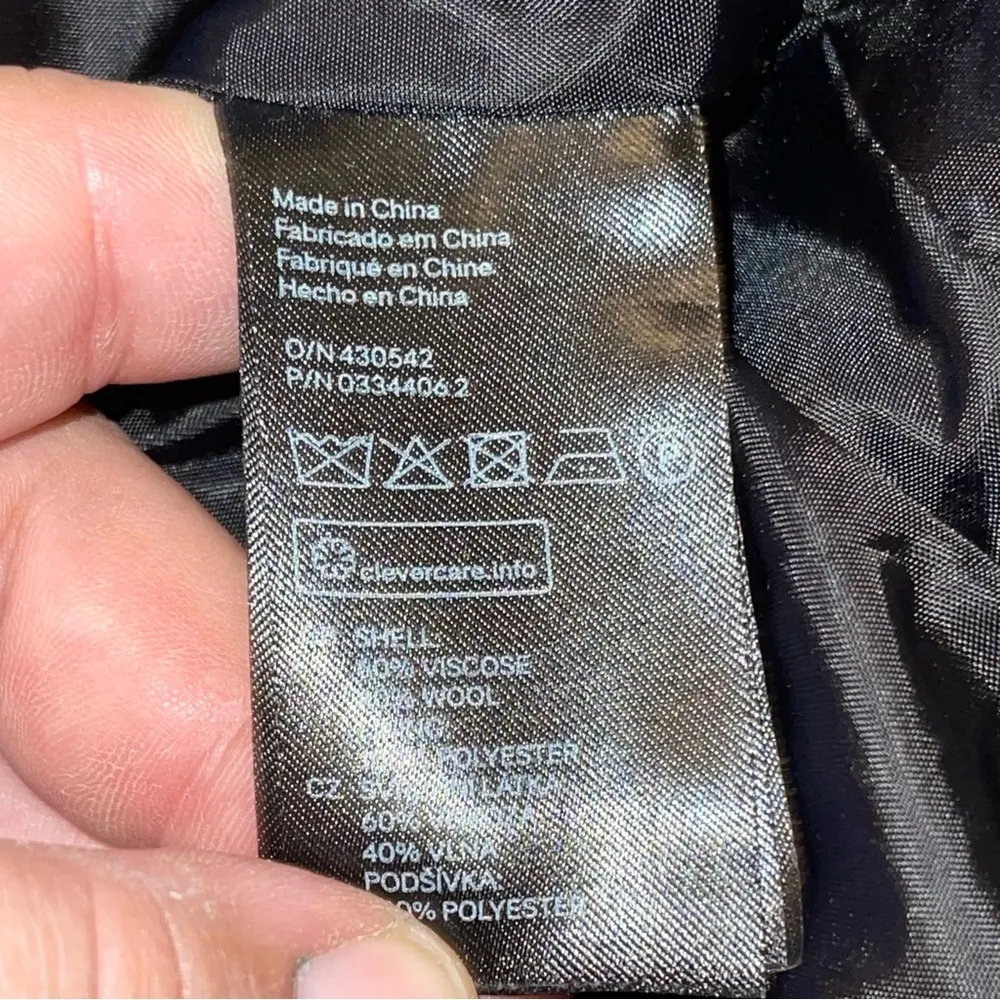 Made in China
Fabricado em China
Fabriqué en Chine
Hecho en China
O/N 430542
P/N 0334406.2
clevercare.info
SHELL
VISCOSE
WOOL
POLYESTER
CZ
60%
40% VLNA
PODŠÍVKA
POLYESTER